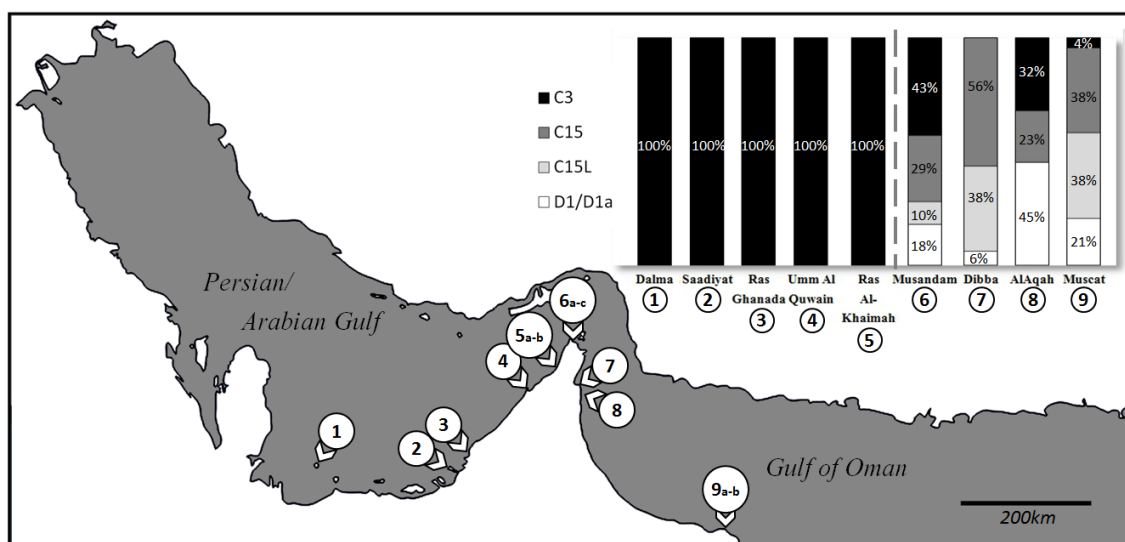 C3
C15
C15L
D1/D1a
100%
100%
100%
100%
100%
43%
29%
10%
18%
56%
38%
6%
32%
23%
45%
4%
38%
38%
21%
Dalma
1
Saadiyat
2
Ras
Ghanada
3
Umm Al
Quwain
4
Ras
Al-
Khaimah
5
Musandam
6
Dibba
7
AlAqah
8
Muscat
9
Persian/
Arabian Gulf
6a-c
5a-b
4
7
8
3
1
2
Gulf of Oman
9a-b
200km